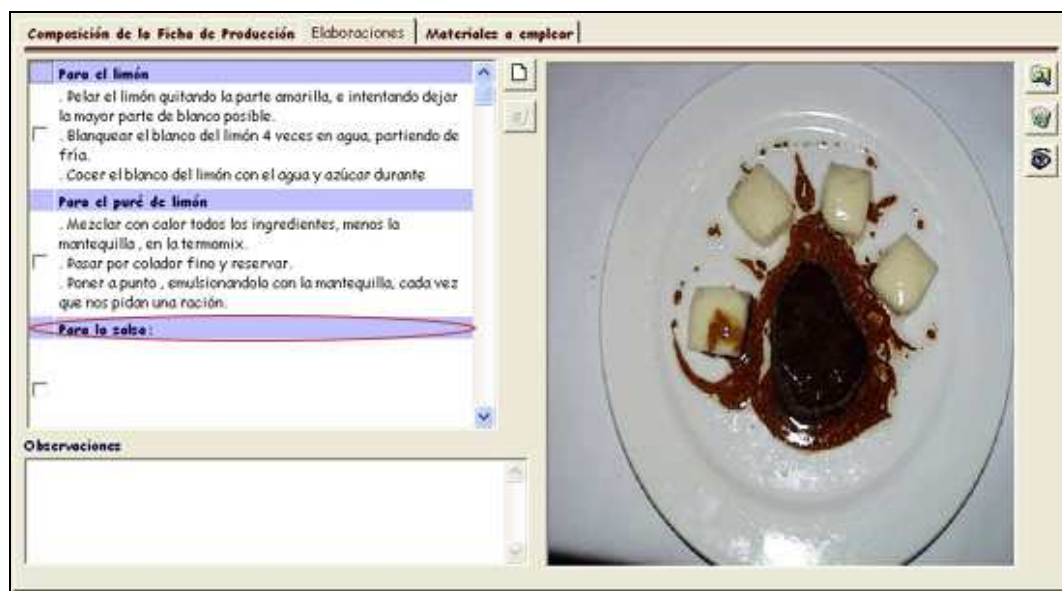 Composición de la Ficha de Producción Elaboraciones Materiales a emplear
Para el limón
. Pelar el limón quitando la parte amarilla, e intentando dejar
la mayor parte de blanco posible.
. Blanquear el blanco del limón 4 veces en agua, partiendo de
fría.
. Cocer el blanco del limón con el agua y azúcar durante
Para el puré de limón
. Mezclar con calor todos los ingredientes, menos la
mantequilla , en la termomix.
. Pasar por colador fino y reservar.
. Poner a punto , emulsionandola con la mantequilla, cada vez
que nos pidan una ración.
Para la salsa:
Observaciones